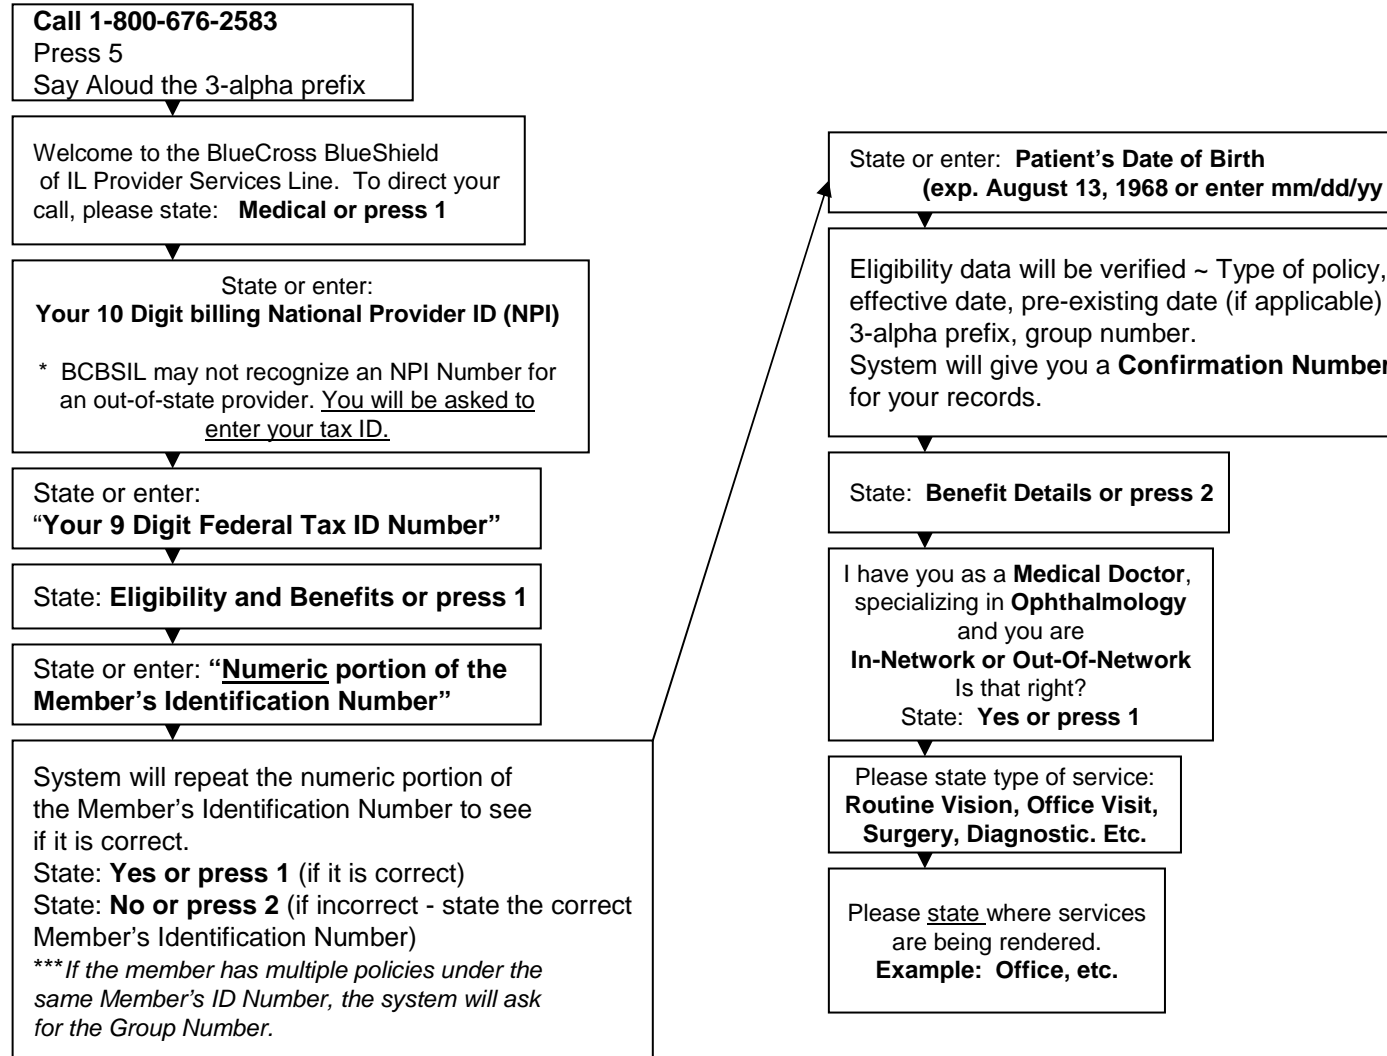 Call 1-800-676-2583
Press 5
Say Aloud the 3-alpha prefix
Welcome to the BlueCross BlueShield
of IL Provider Services Line. To direct your
call, please state: Medical or press 1
State or enter:
Your 10 Digit billing National Provider ID (NPI)
* BCBSIL may not recognize an NPI Number for
an out-of-state provider. You will be asked to
enter your tax ID.
State or enter:
“Your 9 Digit Federal Tax ID Number”
State: Eligibility and Benefits or press 1
State or enter: “Numeric portion of the
Member’s Identification Number”
System will repeat the numeric portion of
the Member’s Identification Number to see
if it is correct.
State: Yes or press 1 (if it is correct)
State: No or press 2 (if incorrect - state the correct
Member’s Identification Number)
***If the member has multiple policies under the
same Member’s ID Number, the system will ask
for the Group Number.
State or enter: Patient’s Date of Birth
(exp. August 13, 1968 or enter mm/dd/yy
Eligibility data will be verified ~ Type of policy,
effective date, pre-existing date (if applicable)
3-alpha prefix, group number.
System will give you a Confirmation Number
for your records.
State: Benefit Details or press 2
I have you as a Medical Doctor,
specializing in Ophthalmology
and you are
In-Network or Out-Of-Network
Is that right?
State: Yes or press 1
Please state type of service:
Routine Vision, Office Visit,
Surgery, Diagnostic. Etc.
Please state where services
are being rendered.
Example: Office, etc.